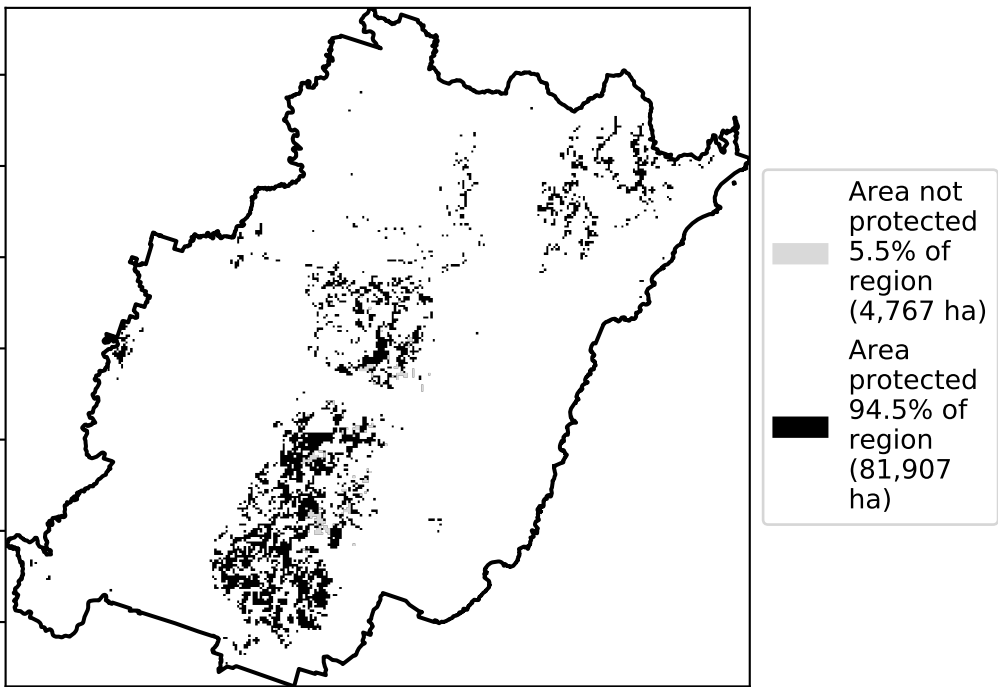 Area not
protected
5.5% of
region
(4,767 ha)
Area
protected
94.5% of
region
(81,907
ha)